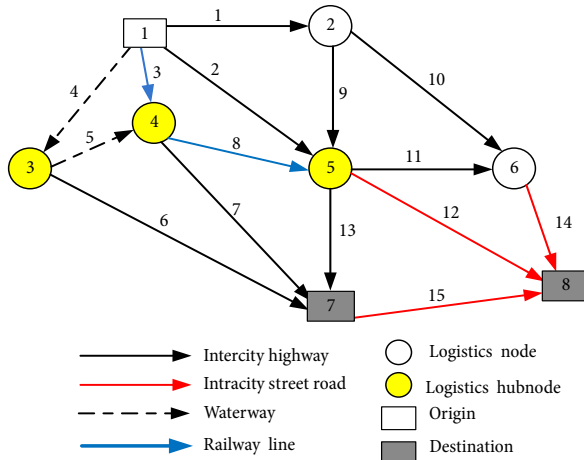 1
1
2
2
3
4
9
10
4
5
8
3
5
11
6
6
7
12
14
13
8
7
15
Intercity highway
Logistics node
Intracity street road
Logistics hubnode
Waterway
Origin
Railway line
Destination